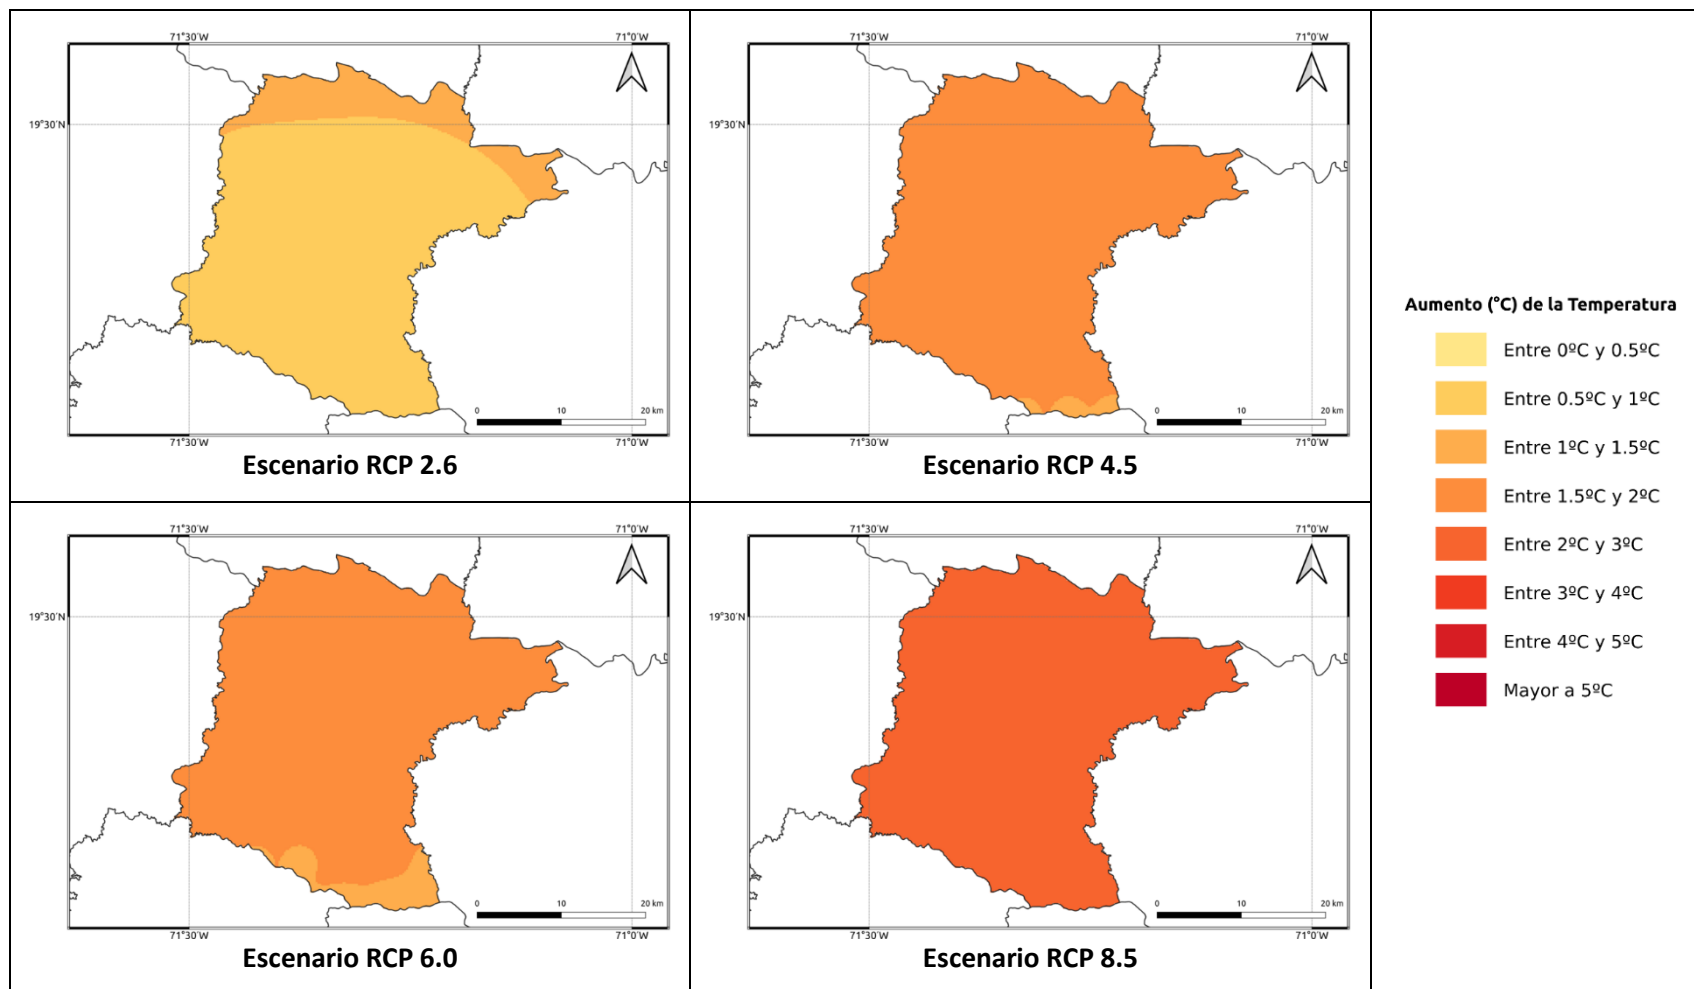 71°30'W 71°0'W
19°30'N
0 10 20 km
71°30'W 71°0'W
Escenario RCP 2.6
71°30'W 71°0'W
19°30'N
0 10 20 km
71°30'W 71°0'W
Escenario RCP 4.5
71°30'W 71°0'W
19°30'N
0 10 20 km
71°30'W 71°0'W
Escenario RCP 6.0
71°30'W 71°0'W
19°30'N
0 10 20 km
71°30'W 71°0'W
Escenario RCP 8.5
Aumento (°C) de la Temperatura
Entre 0ºC y 0.5ºC
Entre 0.5ºC y 1ºC
Entre 1ºC y 1.5ºC
Entre 1.5ºC y 2ºC
Entre 2ºC y 3ºC
Entre 3ºC y 4ºC
Entre 4ºC y 5ºC
Mayor a 5ºC